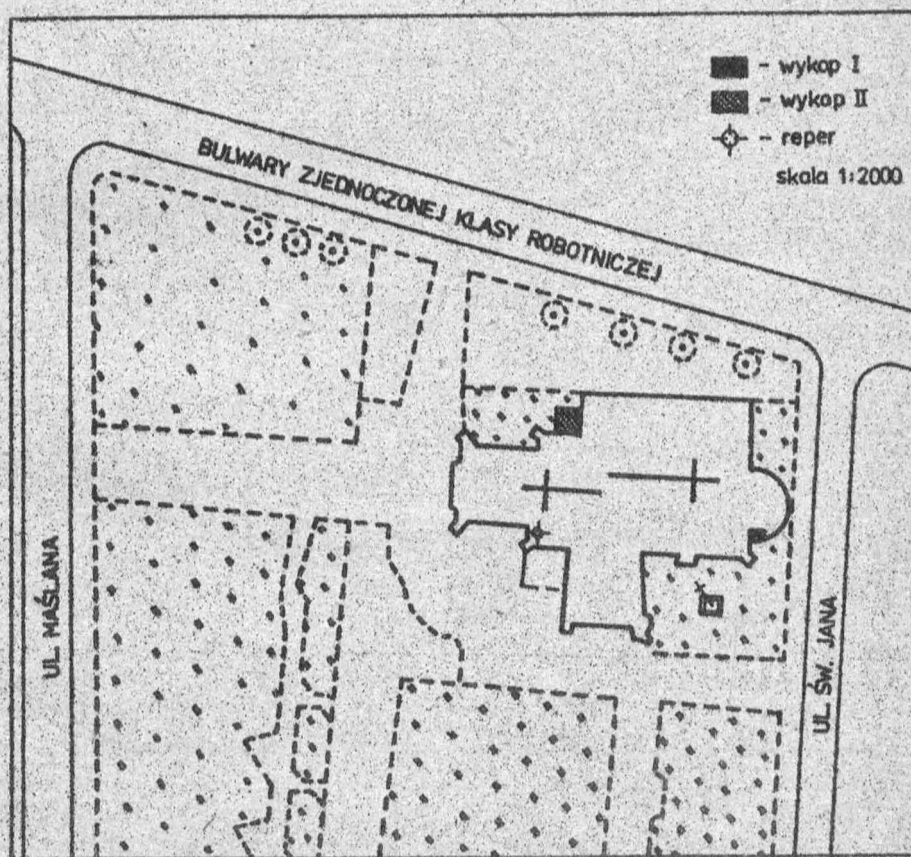 - wykop I
- wykop II
- reper
skala 1:2000
BULWARY ZJEDNOCZONEJ KLASY ROBOTNICZEJ
UL. MAŚLANA
UL. ŚW. JANA